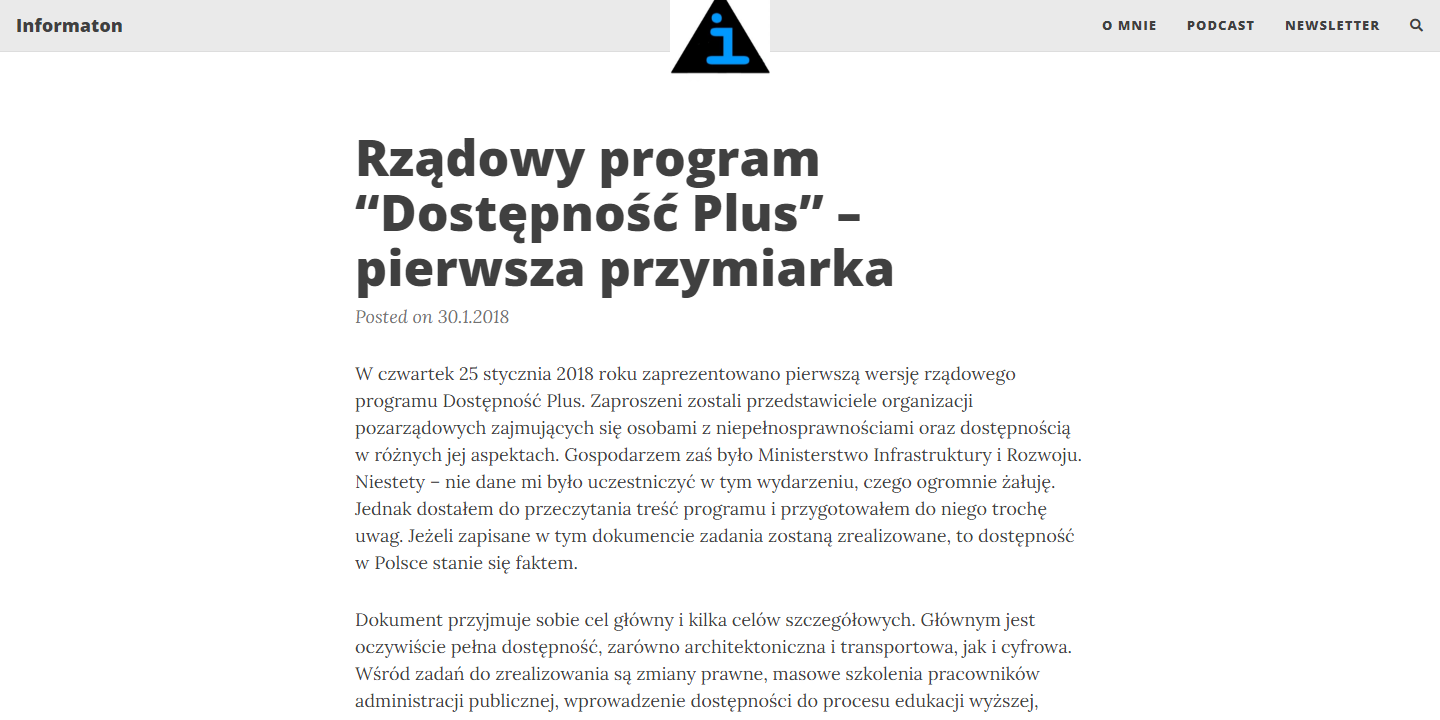 Informaton
i
O MNIE
PODCAST
NEWSLETTER
Rządowy program
“Dostępność Plus” –
pierwsza przymiarka
Posted on 30.1.2018
W czwartek 25 stycznia 2018 roku zaprezentowano pierwszą wersję rządowego
programu Dostępność Plus. Zaproszeni zostali przedstawiciele organizacji
pozarządowych zajmujących się osobami z niepełnosprawnościami oraz dostępnością
w różnych jej aspektach. Gospodarzem zaś było Ministerstwo Infrastruktury i Rozwoju.
Niestety – nie dane mi było uczestniczyć w tym wydarzeniu, czego ogromnie żałuję.
Jednak dostałem do przeczytania treść programu i przygotowałem do niego trochę
uwag. Jeżeli zapisane w tym dokumencie zadania zostaną zrealizowane, to dostępność
w Polsce stanie się faktem.
Dokument przyjmuje sobie cel główny i kilka celów szczegółowych. Głównym jest
oczywiście pełna dostępność, zarówno architektoniczna i transportowa, jak i cyfrowa.
Wśród zadań do zrealizowania są zmiany prawne, masowe szkolenia pracowników
administracji publicznej, wprowadzenie dostępności do procesu edukacji wyższej,